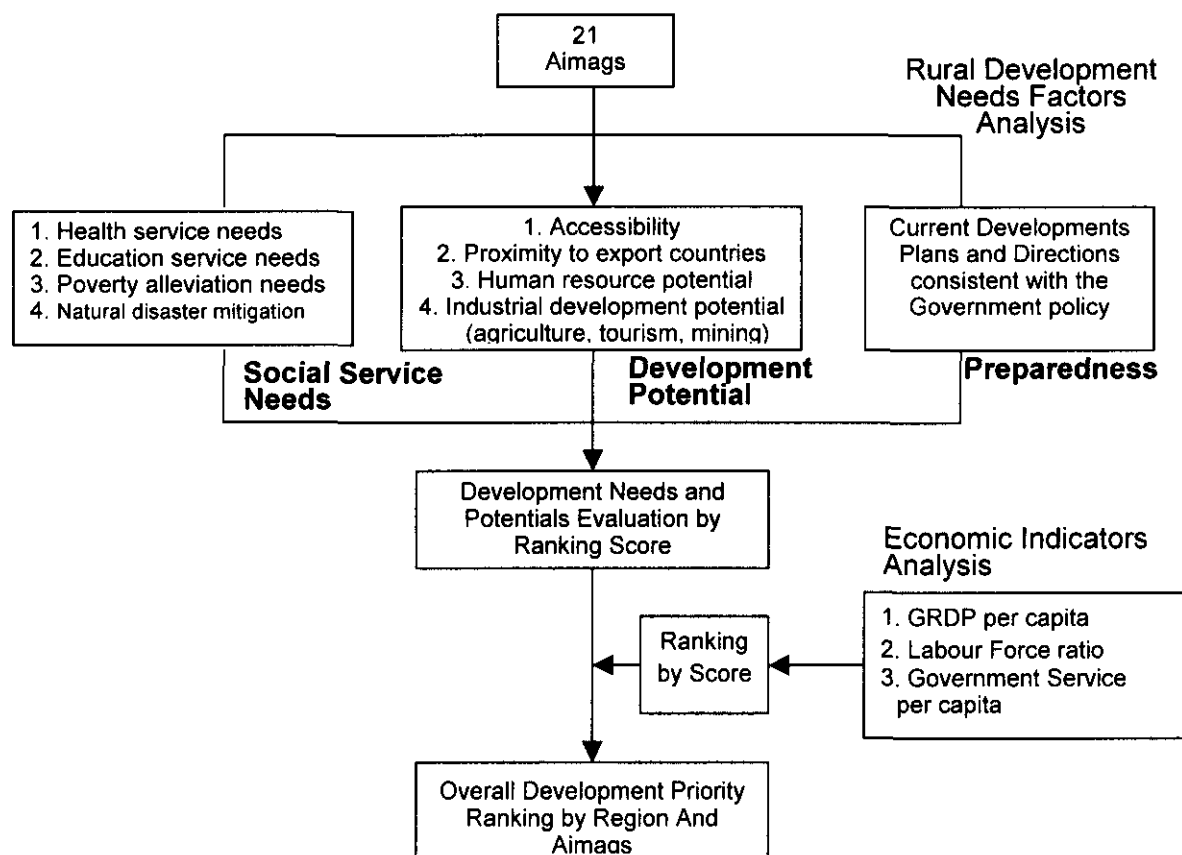 21
Aimags
Rural Development
Needs Factors
Analysis
1. Health service needs
2. Education service needs
3. Poverty alleviation needs
4. Natural disaster mitigation
1. Accessibility
2. Proximity to export countries
3. Human resource potential
4. Industrial development potential
(agriculture, tourism, mining)
Current Developments
Plans and Directions
consistent with the
Government policy
Social Service
Needs
Development
Potential
Preparedness
Development Needs and
Potentials Evaluation by
Ranking Score
Economic Indicators
Analysis
1. GRDP per capita
2. Labour Force ratio
3. Government Service
per capita
Ranking
by Score
Overall Development Priority
Ranking by Region And
Aimags